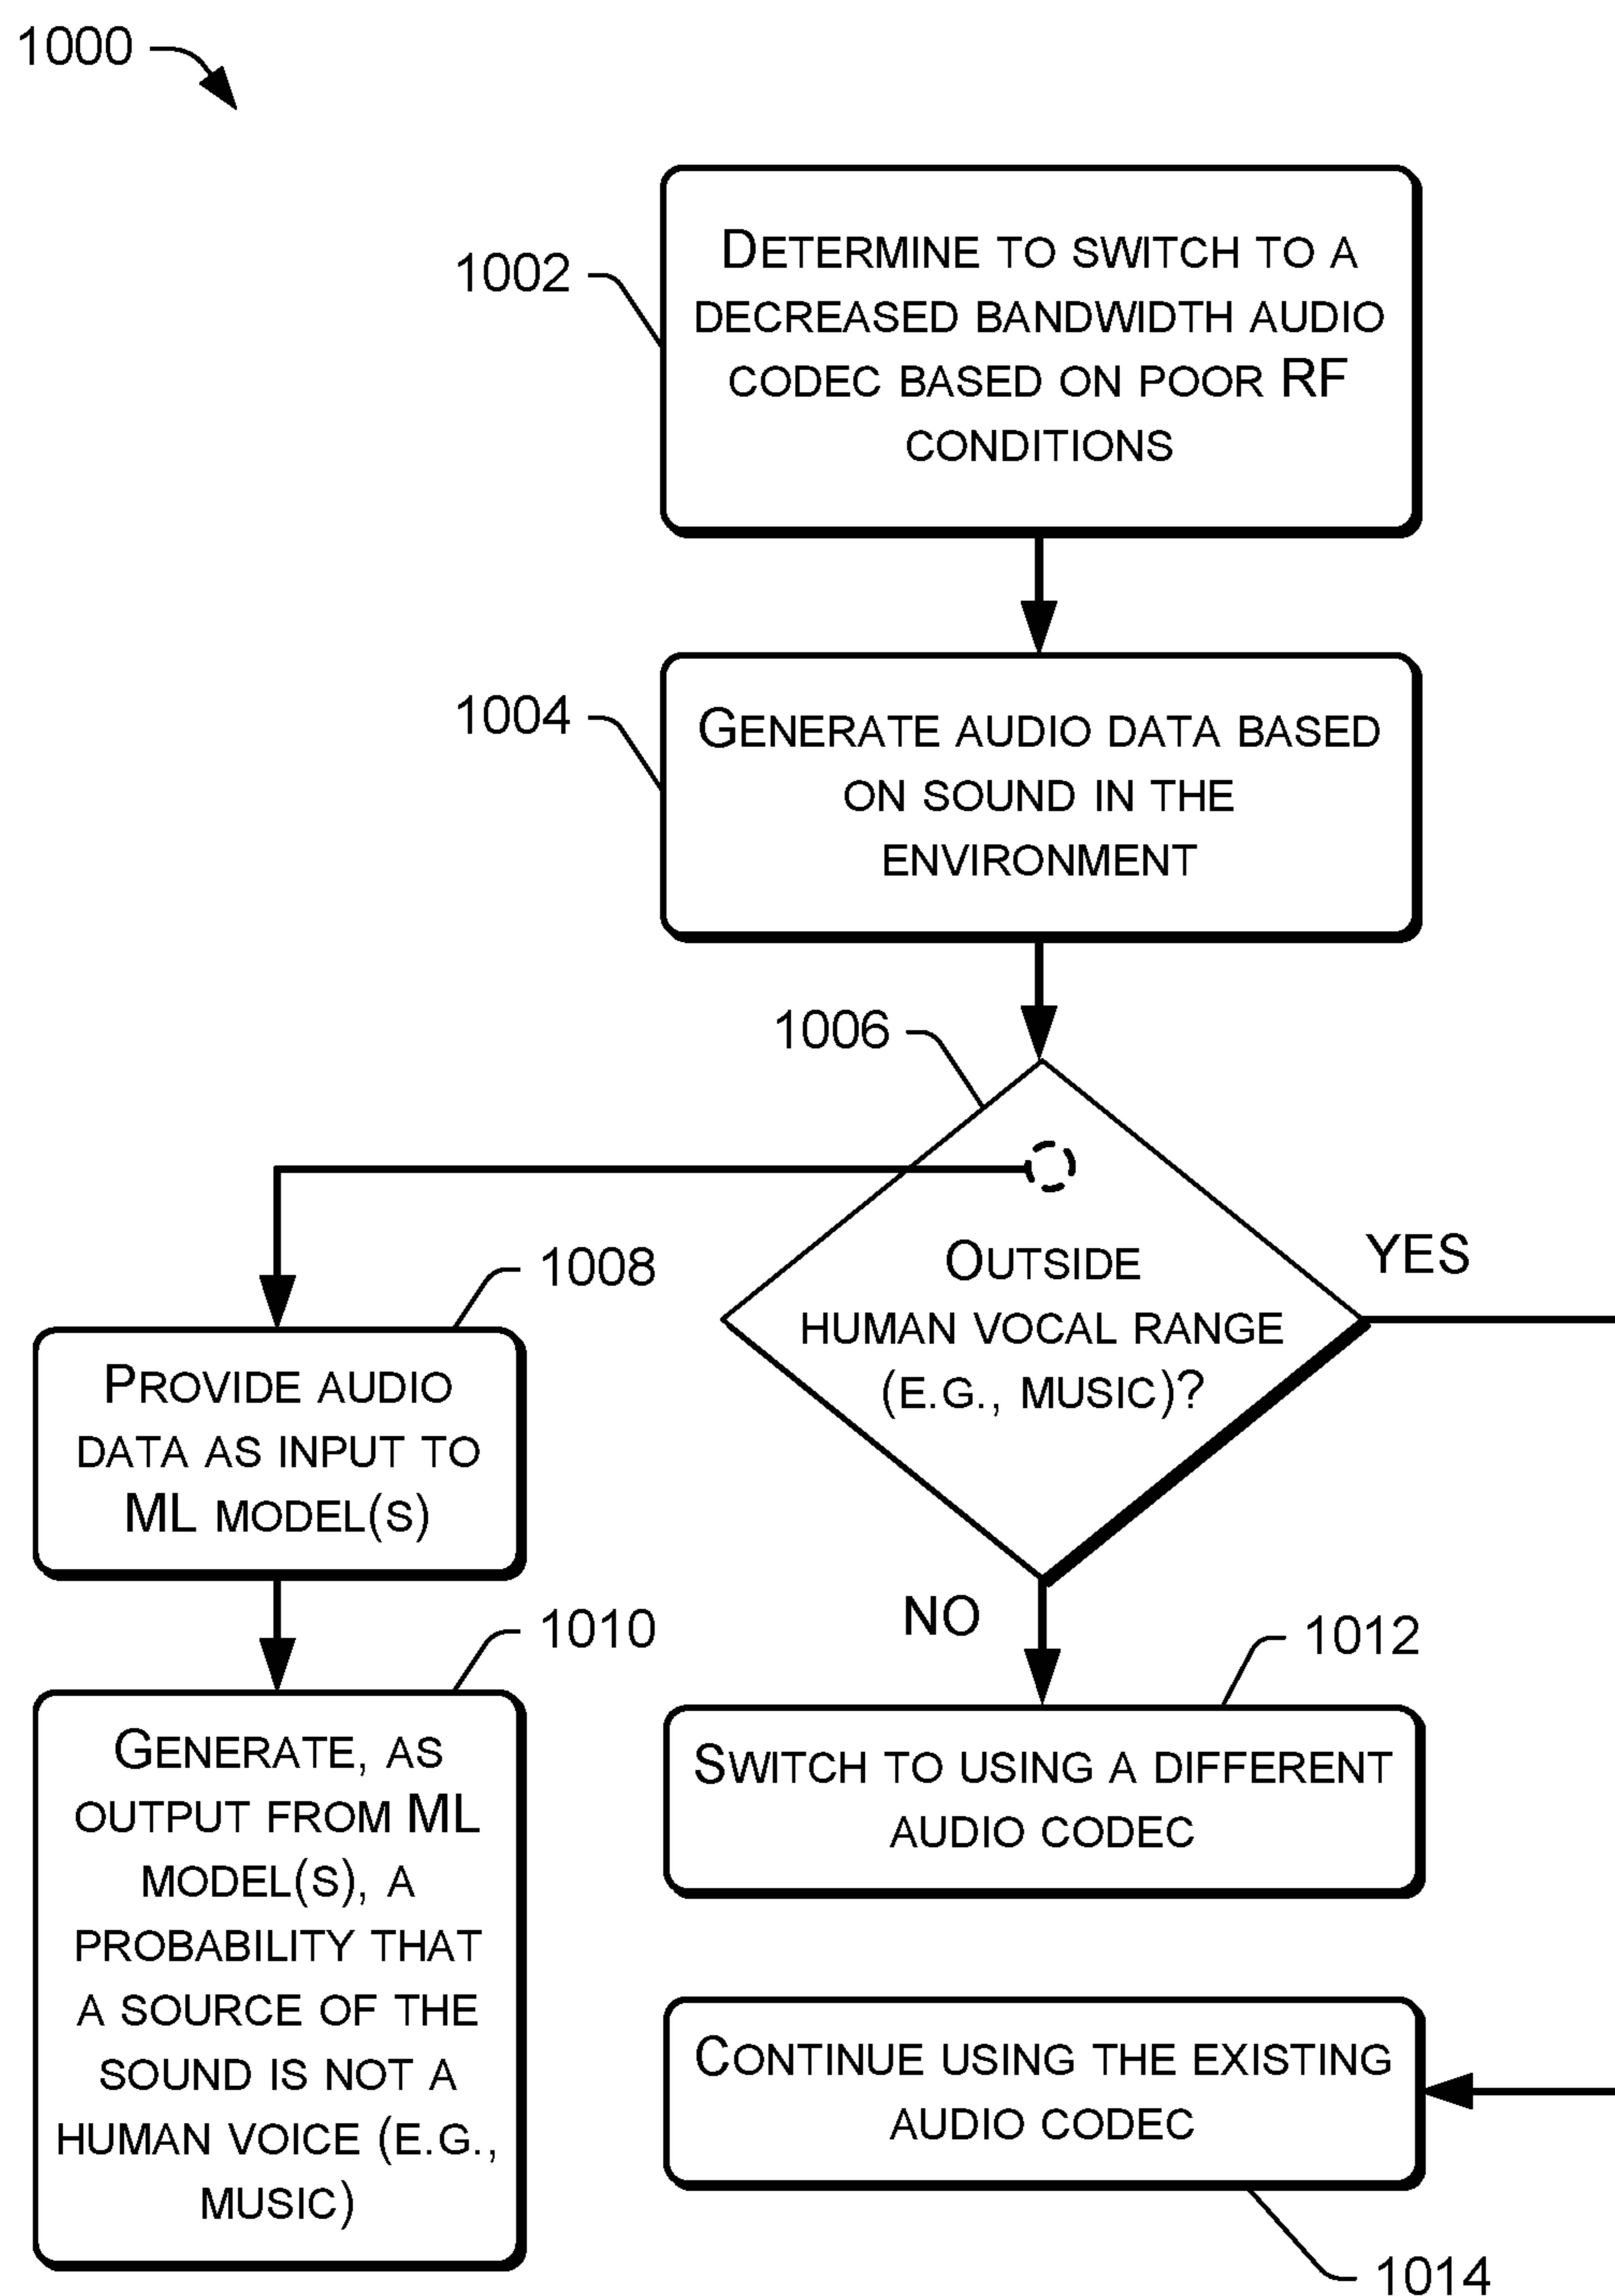 1000
1002
DETERMINE TO SWITCH TO A
DECREASED BANDWIDTH AUDIO
CODEC BASED ON POOR RF
CONDITIONS
1004
GENERATE AUDIO DATA BASED
ON SOUND IN THE
ENVIRONMENT
1006
OUTSIDE
HUMAN VOCAL RANGE
(E.G., MUSIC)?
YES
NO
1008
PROVIDE AUDIO
DATA AS INPUT TO
ML MODEL(S)
1010
GENERATE, AS
OUTPUT FROM ML
MODEL(S), A
PROBABILITY THAT
A SOURCE OF THE
SOUND IS NOT A
HUMAN VOICE (E.G.,
MUSIC)
1012
SWITCH TO USING A DIFFERENT
AUDIO CODEC
CONTINUE USING THE EXISTING
AUDIO CODEC
1014